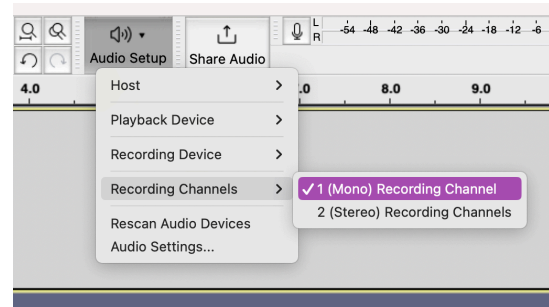 L
R
-54 -48 -42 -36 -30 -24 -18 -12 -6
Audio Setup
Share Audio
4.0
.0 8.0 9.0
Host
Playback Device
Recording Device
Recording Channels
1 (Mono) Recording Channel
2 (Stereo) Recording Channels
Rescan Audio Devices
Audio Settings...